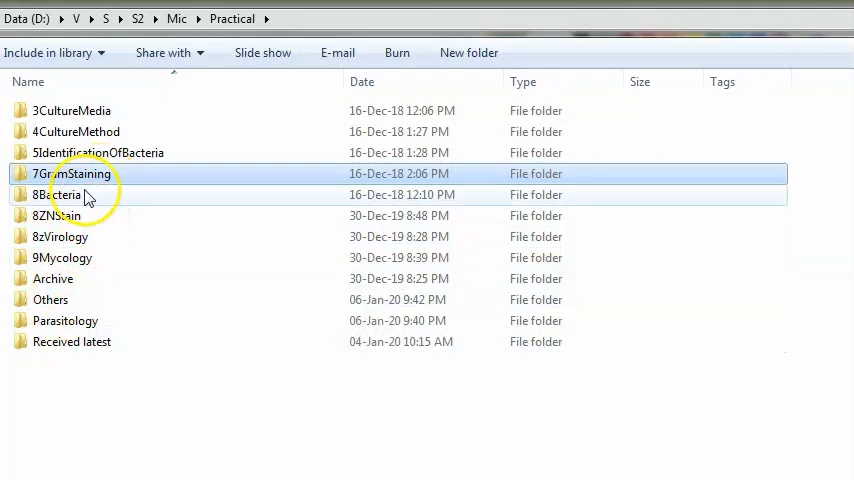 Data (D:) V S S2 Mic Practical
Include in library Share with Slide show E-mail Burn New folder
Name Date Type Size Tags
3CultureMedia 16-Dec-18 12:06 PM File folder
4CultureMethod 16-Dec-18 1:27 PM File folder
5IdentificationOfBacteria 16-Dec-18 1:28 PM File folder
7GramStaining 16-Dec-18 2:06 PM File folder
8Bacteria 16-Dec-18 12:10 PM File folder
8ZNStain 30-Dec-19 8:48 PM File folder
8zVirology 30-Dec-19 8:28 PM File folder
9Mycology 30-Dec-19 8:39 PM File folder
Archive 30-Dec-19 8:25 PM File folder
Others 06-Jan-20 9:42 PM File folder
Parasitology 06-Jan-20 9:40 PM File folder
Received latest 04-Jan-20 10:15 AM File folder